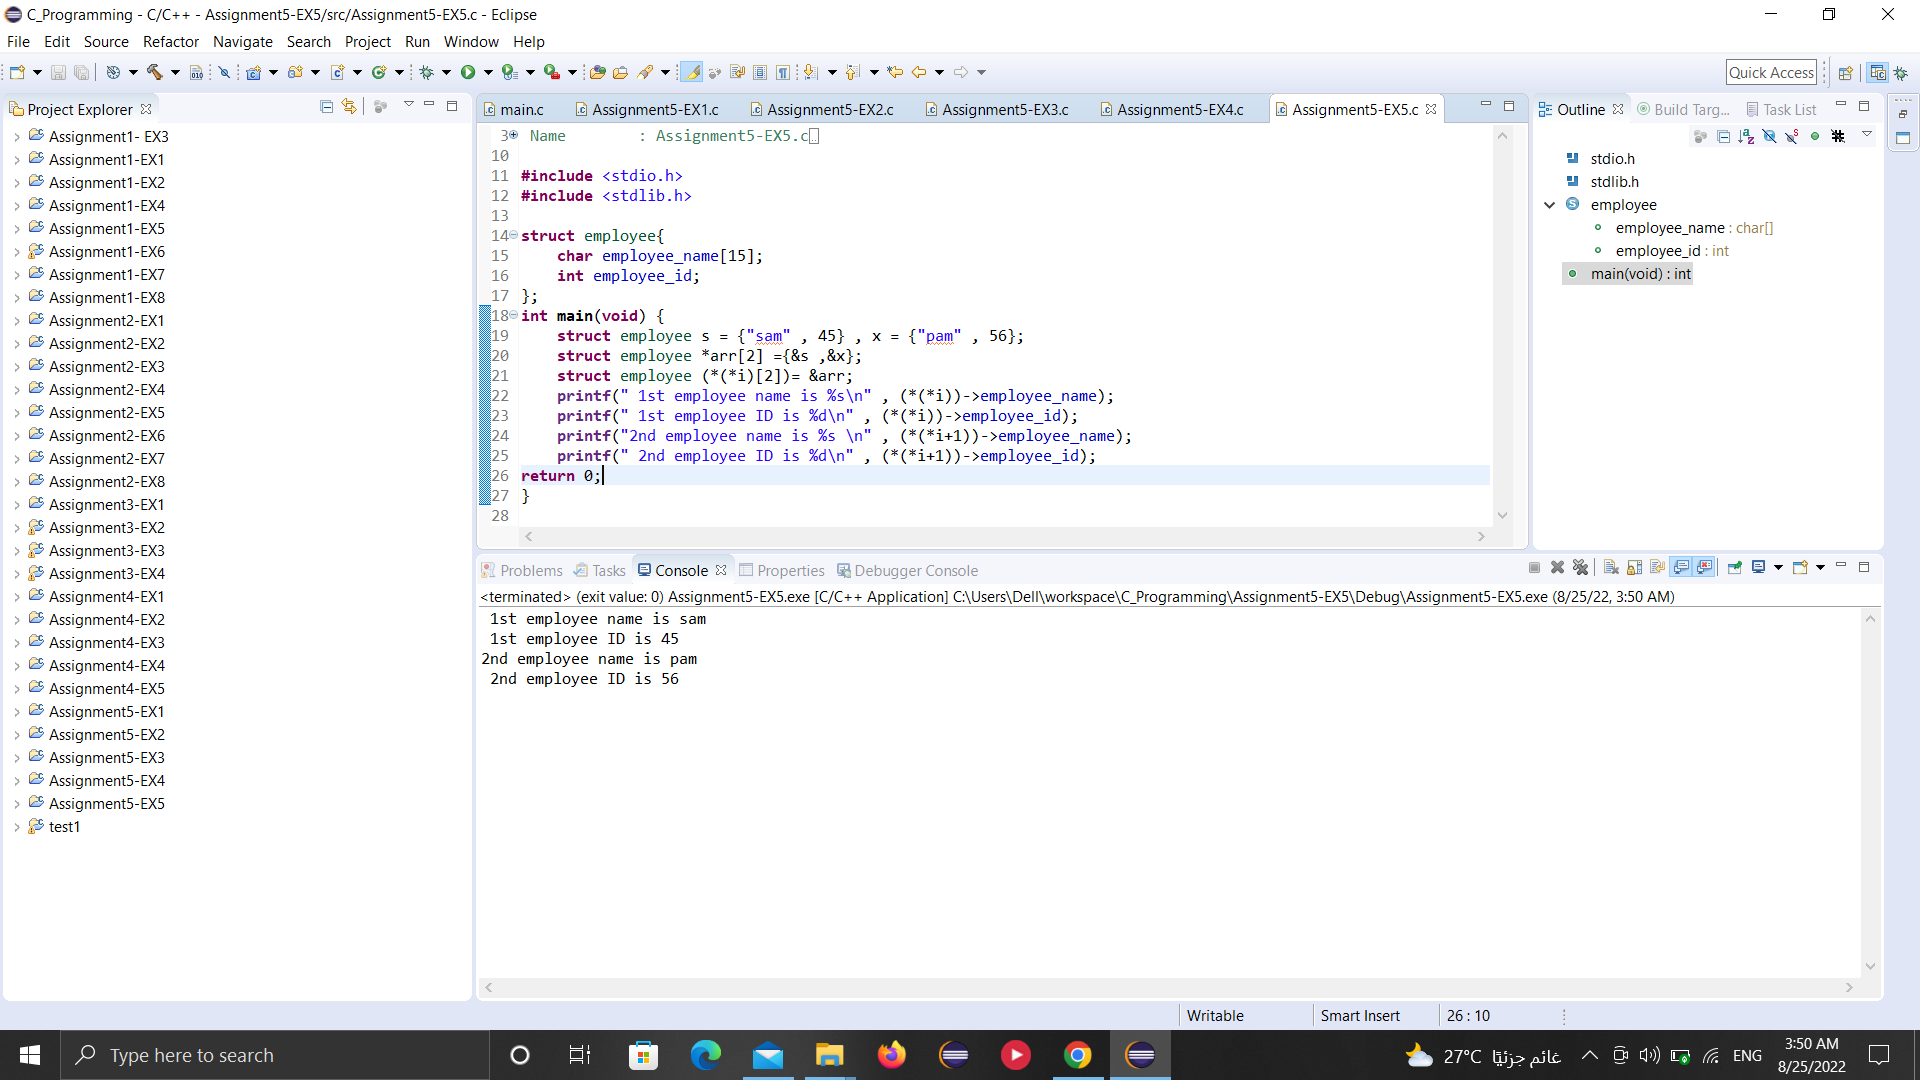 C_Programming - C/C++ - Assignment5-EX5/src/Assignment5-EX5.c - Eclipse
File Edit Source Refactor Navigate Search Project Run Window Help
Quick Access
Project Explorer
Assignment1- EX3
Assignment1-EX1
Assignment1-EX2
Assignment1-EX4
Assignment1-EX5
Assignment1-EX6
Assignment1-EX7
Assignment1-EX8
Assignment2-EX1
Assignment2-EX2
Assignment2-EX3
Assignment2-EX4
Assignment2-EX5
Assignment2-EX6
Assignment2-EX7
Assignment2-EX8
Assignment3-EX1
Assignment3-EX2
Assignment3-EX3
Assignment3-EX4
Assignment4-EX1
Assignment4-EX2
Assignment4-EX3
Assignment4-EX4
Assignment4-EX5
Assignment5-EX1
Assignment5-EX2
Assignment5-EX3
Assignment5-EX4
Assignment5-EX5
test1
main.c Assignment5-EX1.c Assignment5-EX2.c Assignment5-EX3.c Assignment5-EX4.c Assignment5-EX5.c
3 Name : Assignment5-EX5.c
10
11 #include <stdio.h>
12 #include <stdlib.h>
13
14 struct employee{
15 char employee_name[15];
16 int employee_id;
17 };
18 int main(void) {
19 struct employee s = {"sam" , 45} , x = {"pam" , 56};
20 struct employee *arr[2] ={&s ,&x};
21 struct employee (*(*i)[2])= &arr;
22 printf(" 1st employee name is %s\n" , (*(*i))->employee_name);
23 printf(" 1st employee ID is %d\n" , (*(*i))->employee_id);
24 printf("2nd employee name is %s \n" , (*(*i+1))->employee_name);
25 printf(" 2nd employee ID is %d\n" , (*(*i+1))->employee_id);
26 return 0;
27 }
28
Outline Build Targ... Task List
stdio.h
stdlib.h
employee
employee_name : char[]
employee_id : int
main(void) : int
Problems Tasks Console Properties Debugger Console
<terminated> (exit value: 0) Assignment5-EX5.exe [C/C++ Application] C:\Users\Dell\workspace\C_Programming\Assignment5-EX5\Debug\Assignment5-EX5.exe (8/25/22, 3:50 AM)
1st employee name is sam
1st employee ID is 45
2nd employee name is pam
2nd employee ID is 56
Writable Smart Insert 26 : 10
Type here to search
27°C غائم جزئيًا
ENG
3:50 AM
8/25/2022